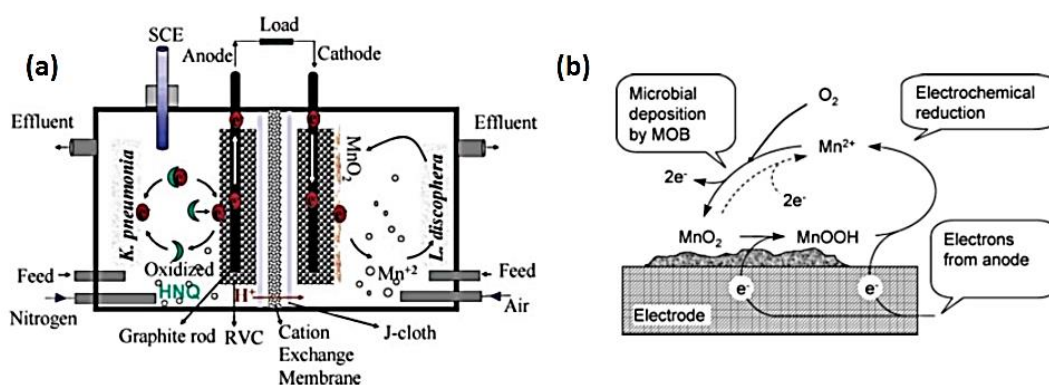 (a)
SCE
Load
Anode
Cathode
Effluent
Effluent
K. pneumonia
MnO2
L. discophera
Oxidized
HNQ
Mn+2
Feed
Feed
H+
Nitrogen
Air
Graphite rod
RVC
Cation
Exchange
Membrane
J-cloth
(b)
Microbial
deposition
by MOB
O2
Electrochemical
reduction
Mn2+
2e-
2e-
MnO2
MnOOH
Electrons
from anode
e-
e-
Electrode